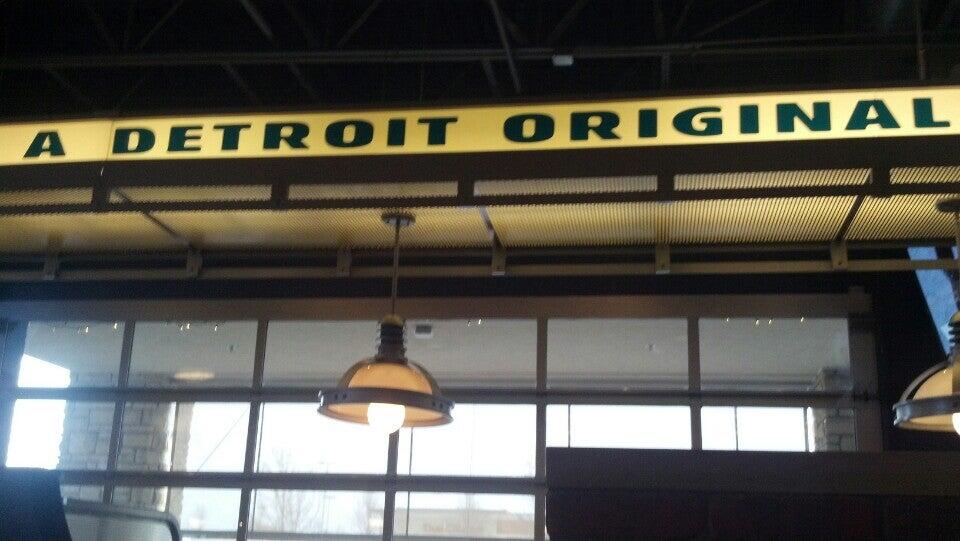 A DETROIT ORIGINAL